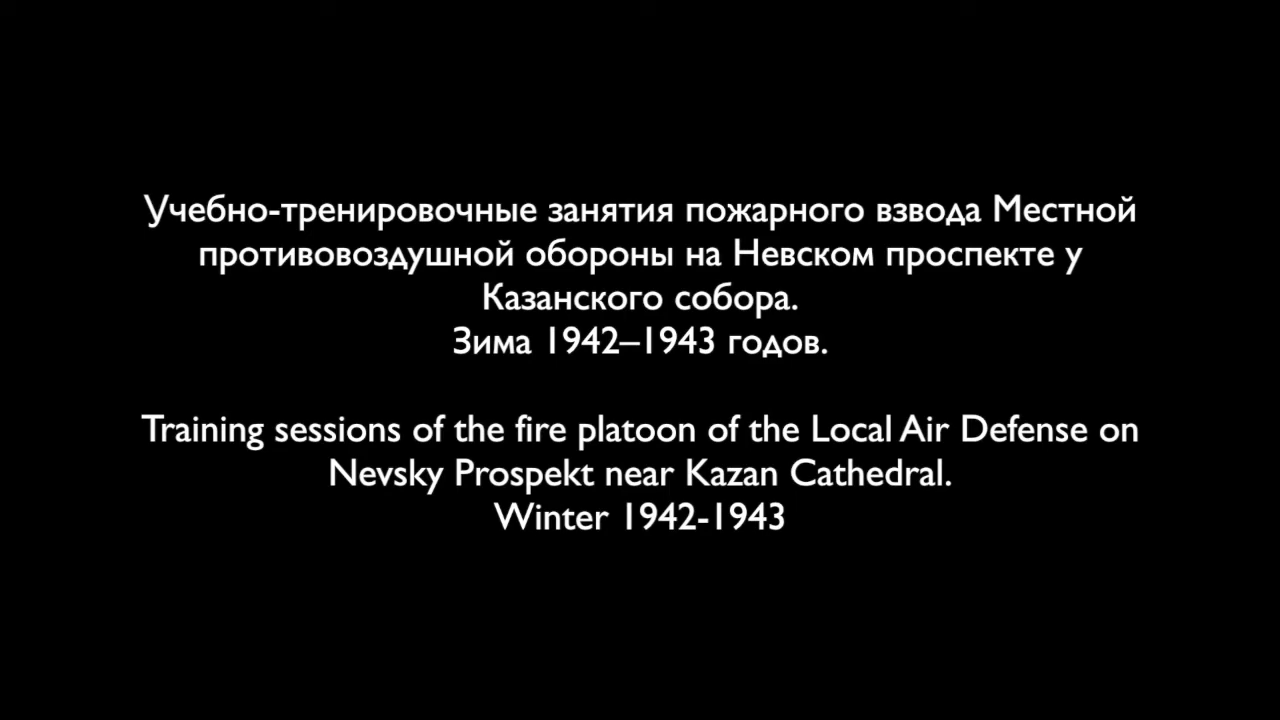 Учебно-тренировочные занятия пожарного взвода Местной
противовоздушной обороны на Невском проспекте у
Казанского собора.
Зима 1942–1943 годов.
Training sessions of the fire platoon of the Local Air Defense on
Nevsky Prospekt near Kazan Cathedral.
Winter 1942-1943